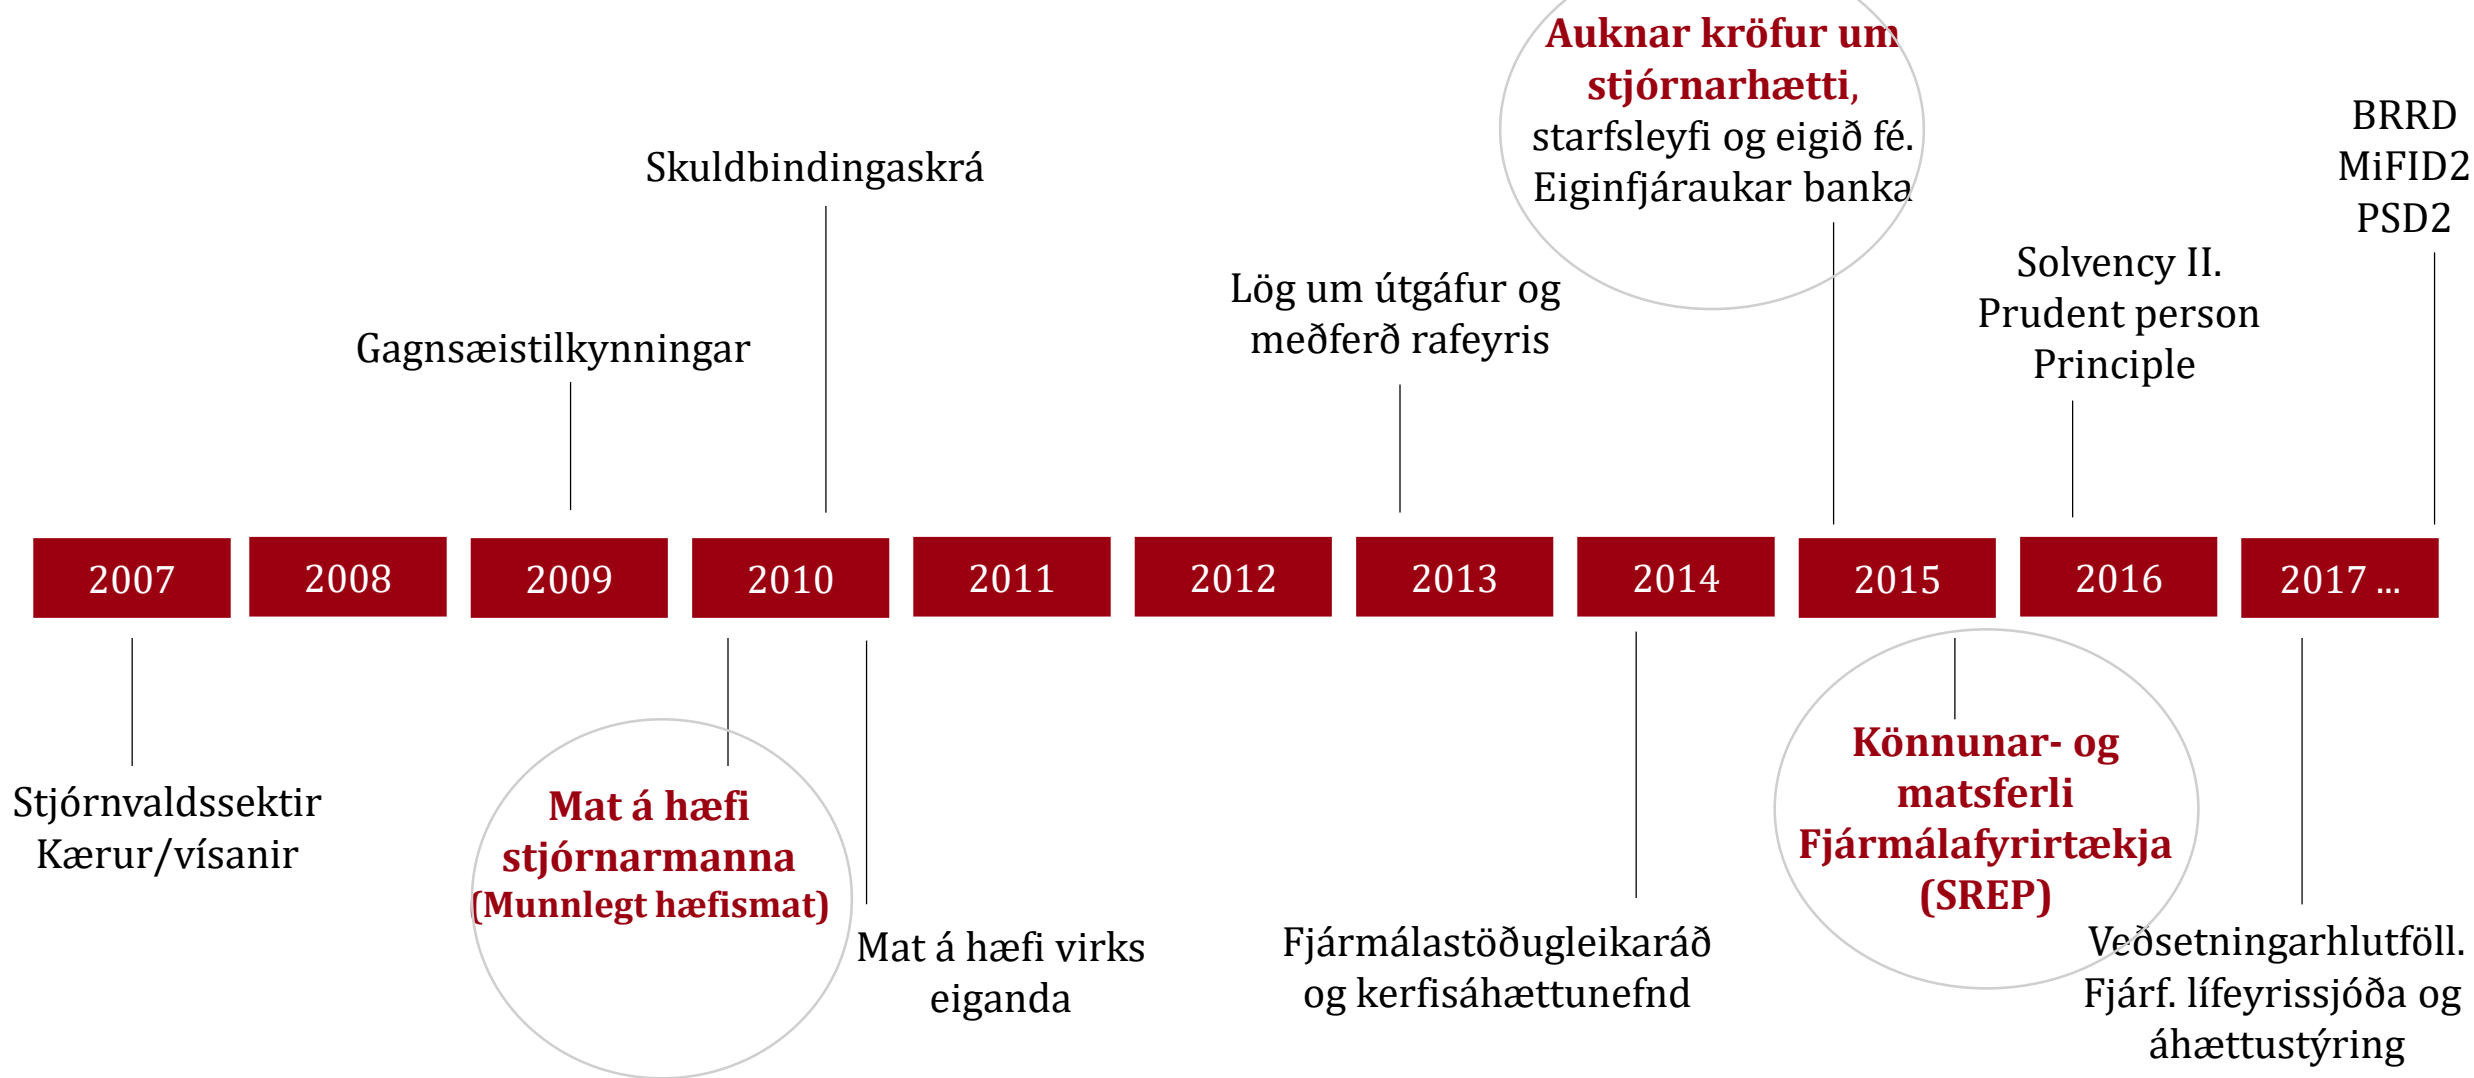 Auknar kröfur um
stjórnarhætti,
starfsleyfi og eigið fé.
Eiginfjáraukar banka
BRRD
MiFID2
PSD2
Skuldbindingaskrá
Solvency II.
Prudent person
Principle
Lög um útgáfur og
meðferð rafeyris
Gagnsæistilkynningar
2007
2008
2009
2010
2011
2012
2013
2014
2015
2016
2017 ...
Stjórnvaldssektir
Kærur/vísanir
Mat á hæfi
stjórnarmanna
(Munnlegt hæfismat)
Mat á hæfi virks
eiganda
Fjármálastöðugleikaráð
og kerfisáhættunefnd
Könnunar- og
matsferli
Fjármálafyrirtækja
(SREP)
Veðsetningarhlutföll.
Fjárf. lífeyrissjóða og
áhættustýring